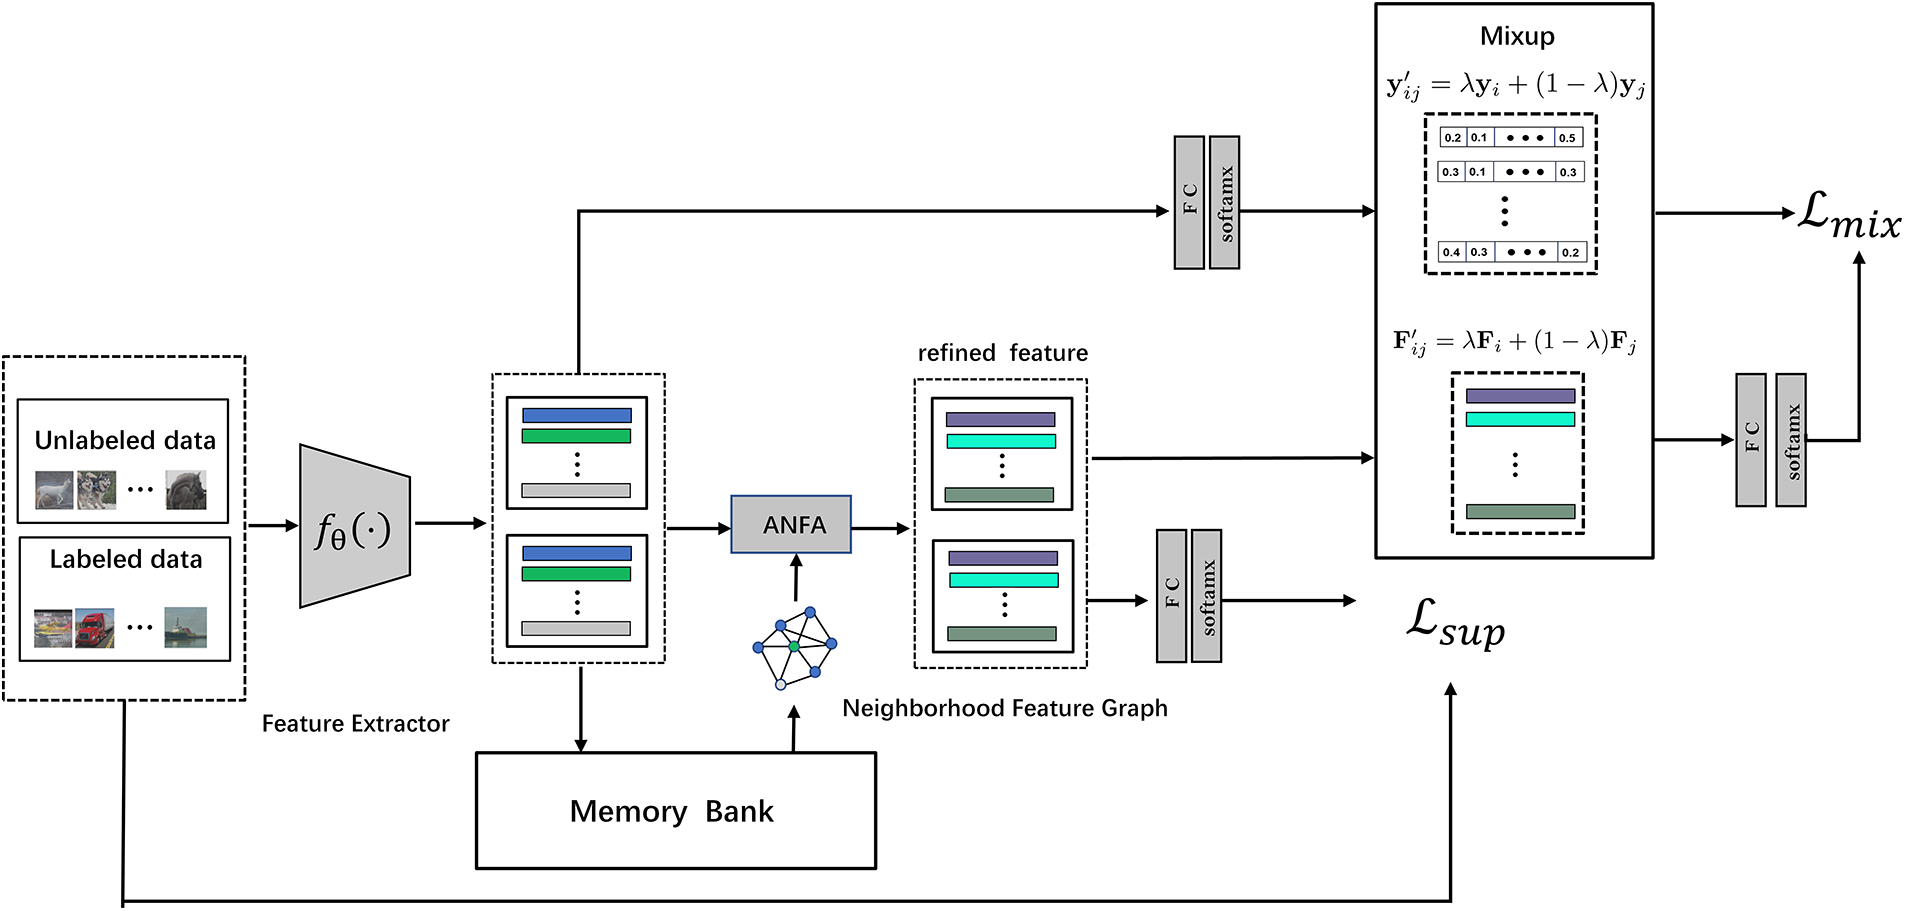 Mixup
y′ij = λyi + (1 − λ)yj
0.2 0.1 • • • 0.5
0.3 0.1 • • • 0.3
0.4 0.3 • • • 0.2
F C
softamx
ℒmix
F′ij = λFi + (1 − λ)Fj
refined feature
F C
softamx
Unlabeled data
...
fθ(·)
Labeled data
...
ANFA
F C
softamx
ℒsup
Feature Extractor
Neighborhood Feature Graph
Memory Bank